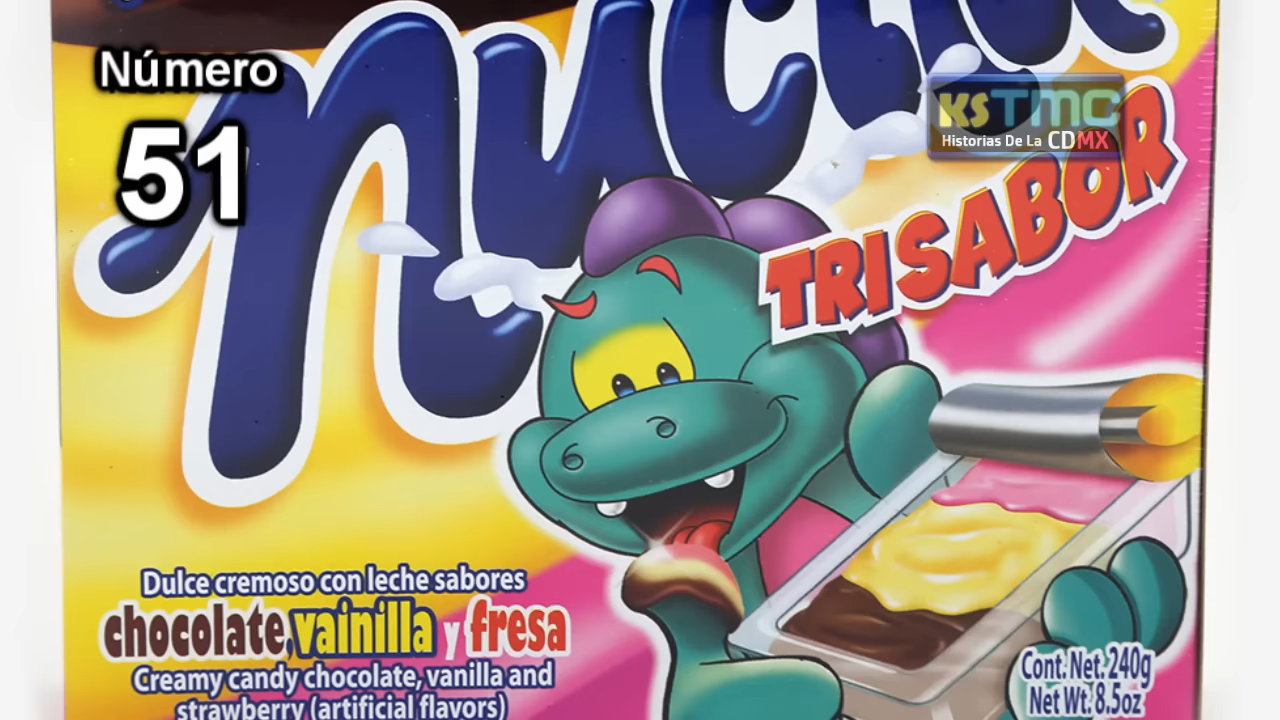 Número
51
KSTMC
Historias De La CDMX
TRISABOR
Dulce cremoso con leche sabores
chocolate, vainilla y fresa
Creamy candy chocolate, vanilla and
strawberry (artificial flavors)
Cont. Net. 240g
Net Wt. 8.5oz